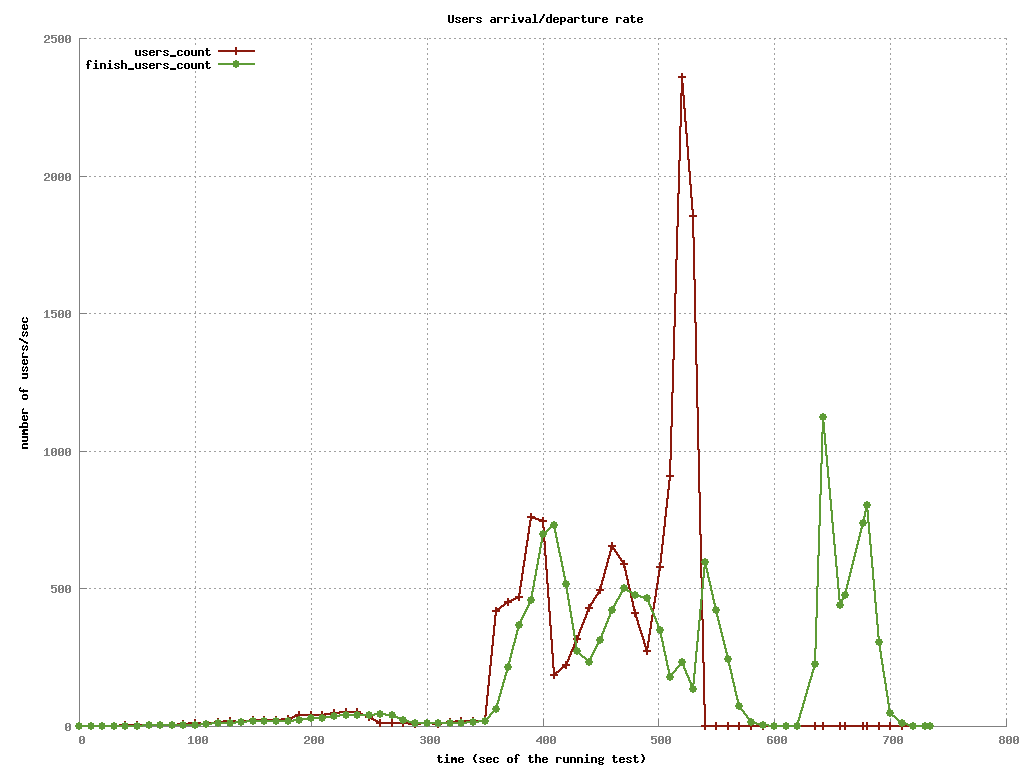 Users arrival/departure rate
users_count
finish_users_count
2500
2000
1500
1000
500
0
number of users/sec
0 100 200 300 400 500 600 700 800
time (sec of the running test)